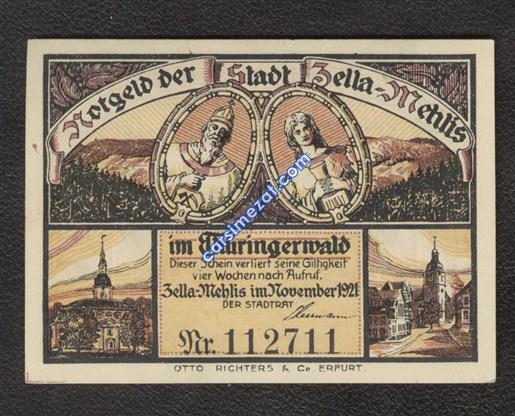 Notgeld der Stadt Zella-Mehlis
im Thüringerwald
Dieser Schein verliert seine Giltigkeit
vier Wochen nach Aufruf.
Zella-Mehlis im November 1921
DER STADTRAT
Nr. 112711
OTTO RICHTERS & Co. ERFURT.
carsimezat.com